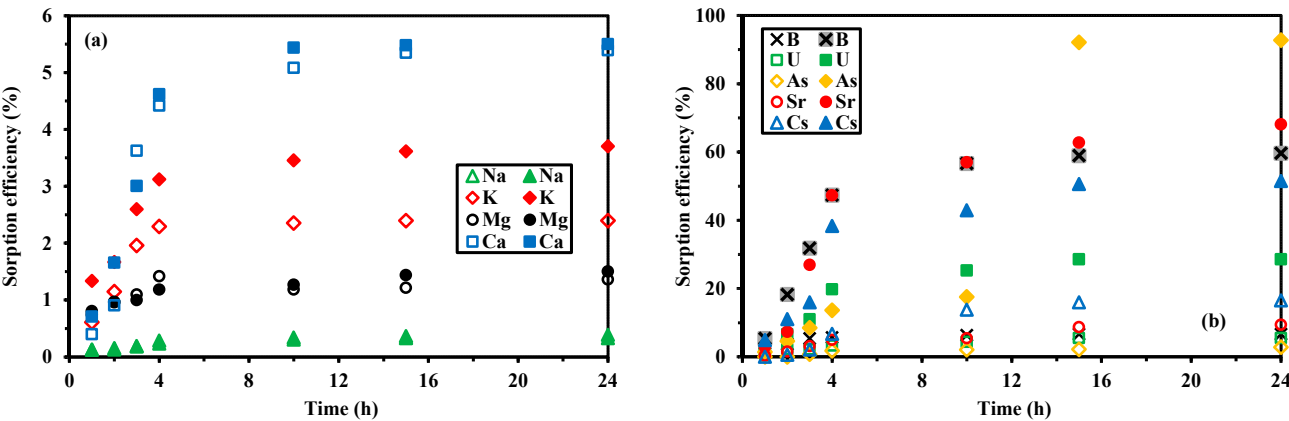 (a)
Sorption efficiency (%)
6
5
4
3
2
1
0
0 4 8 12 16 20 24
Time (h)
Na Na
K K
Mg Mg
Ca Ca
(b)
Sorption efficiency (%)
100
80
60
40
20
0
0 4 8 12 16 20 24
Time (h)
B B
U U
As As
Sr Sr
Cs Cs